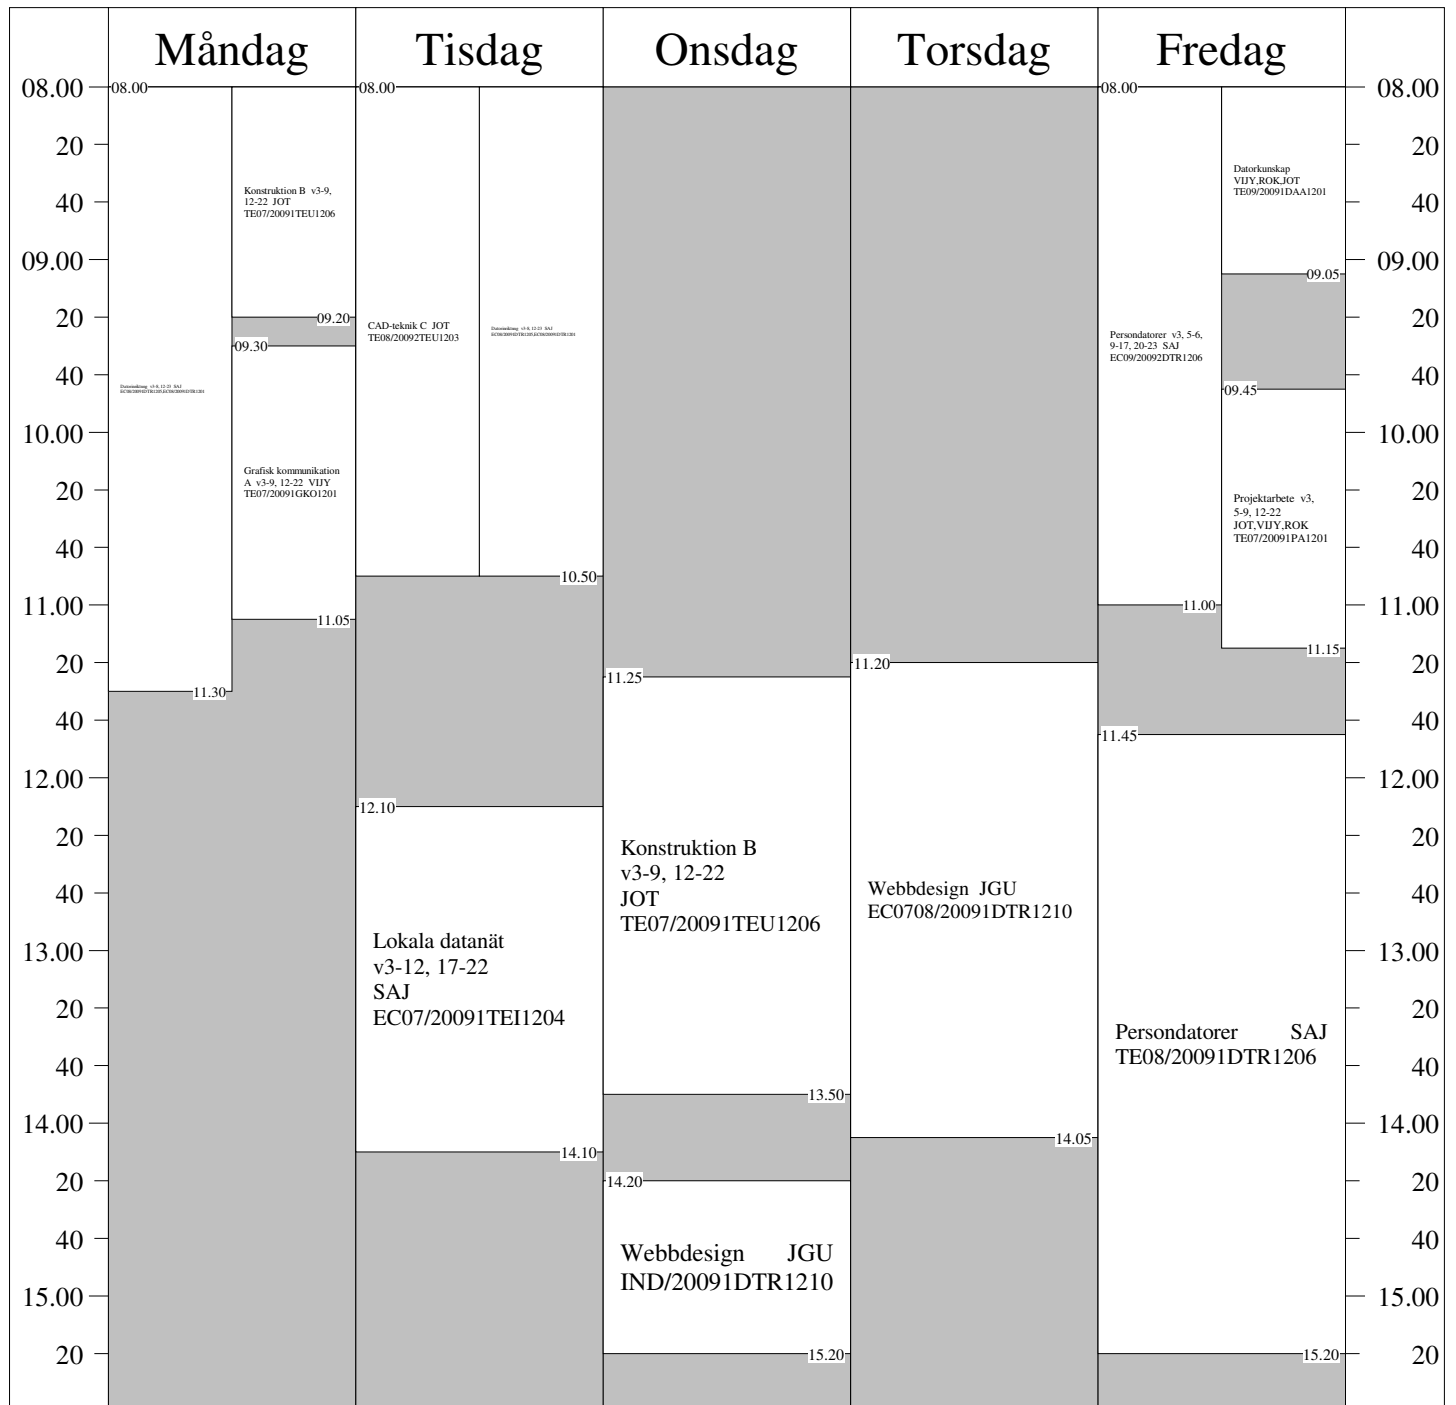 Måndag
Tisdag
Onsdag
Torsdag
Fredag
08.00
20
40
09.00
20
40
10.00
20
40
11.00
20
40
12.00
20
40
13.00
20
40
14.00
20
40
15.00
20
08.00
Konstruktion B v3-9,
12-22 JOT
TE07/20091TEU1206
09.20
09.30
Grafisk kommunikation
A v3-9, 12-22 VIJY
TE07/20091GKO1201
11.05
11.30
08.00
CAD-teknik C JOT
TE08/20092TEU1203
10.50
12.10
Lokala datanät
v3-12, 17-22
SAJ
EC07/20091TEI1204
14.10
11.25
Konstruktion B
v3-9, 12-22
JOT
TE07/20091TEU1206
13.50
14.20
Webbdesign JGU
IND/20091DTR1210
15.20
11.20
Webbdesign JGU
EC0708/20091DTR1210
14.05
08.00
Persondatorer v3, 5-6,
9-17, 20-23 SAJ
EC09/20092DTR1206
11.00
Datorkunskap
VIJY,ROK,JOT
TE09/20091DAA1201
09.05
09.45
Projektarbete v3,
5-9, 12-22
JOT,VIJY,ROK
TE07/20091PA1201
11.15
11.45
Persondatorer SAJ
TE08/20091DTR1206
15.20
08.00
20
40
09.00
20
40
10.00
20
40
11.00
20
40
12.00
20
40
13.00
20
40
14.00
20
40
15.00
20